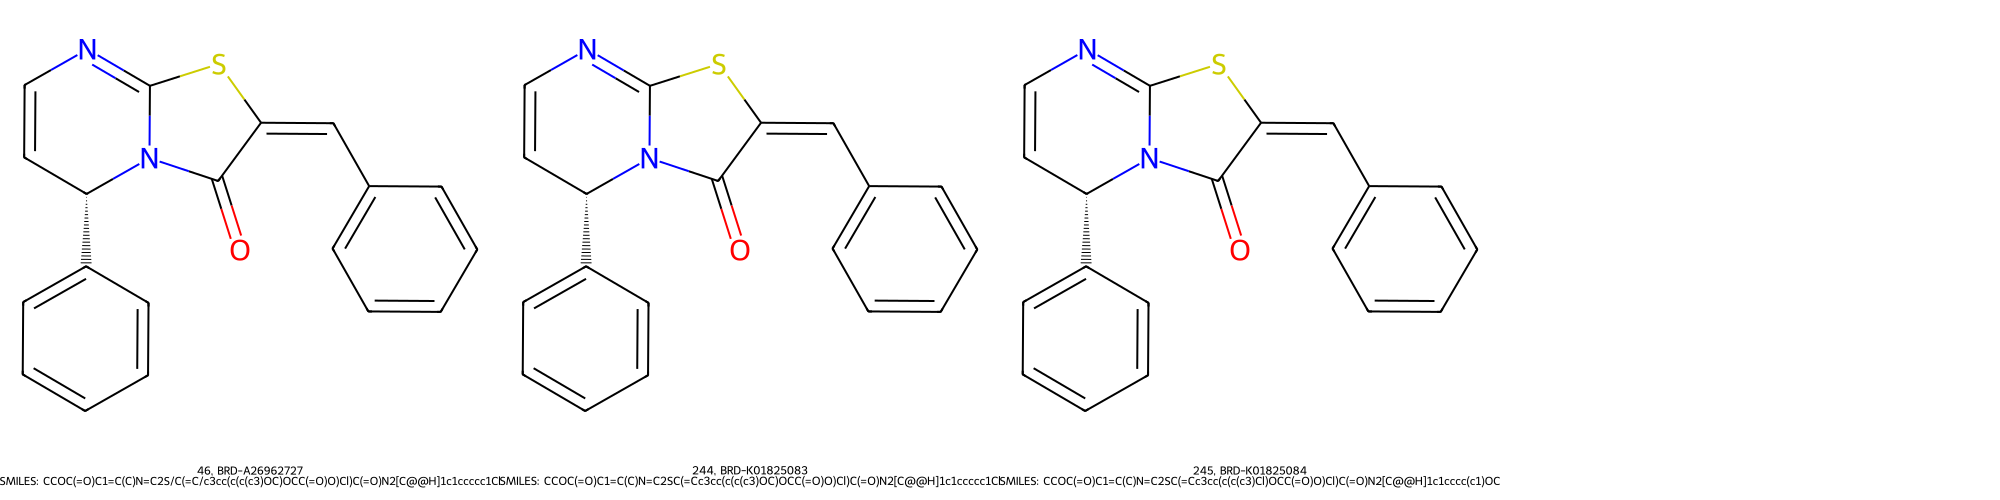 N S N O
N S N O
N S N O
46, BRD-A26962727
244, BRD-K01825083
245, BRD-K01825084
SMILES: CCOC(=O)C1=C(C)N=C2S/C(=C/c3cc(c(c(c3)OC)OCC(=O)O)Cl)C(=O)N2[C@@H]1c1ccccc1Cl
SMILES: CCOC(=O)C1=C(C)N=C2SC(=Cc3cc(c(c(c3)OC)OCC(=O)O)Cl)C(=O)N2[C@@H]1c1ccccc1Cl
SMILES: CCOC(=O)C1=C(C)N=C2SC(=Cc3cc(c(c(c3)Cl)OCC(=O)O)Cl)C(=O)N2[C@@H]1c1cccc(c1)OC